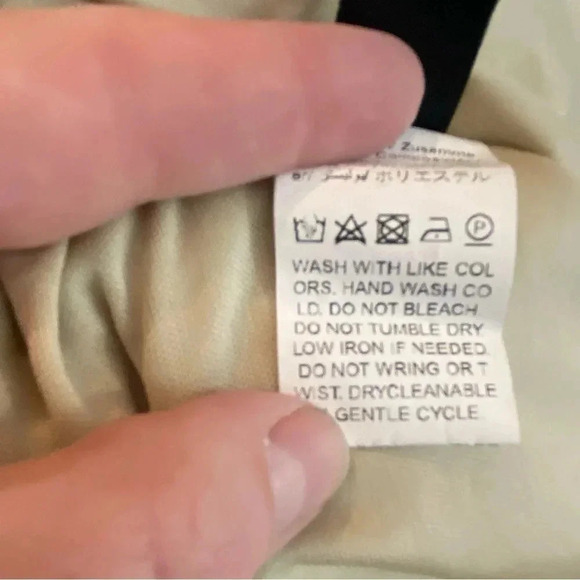 Zusamme
ポリエステル
P
WASH WITH LIKE COL
ORS. HAND WASH CO
LD. DO NOT BLEACH
DO NOT TUMBLE DRY
LOW IRON IF NEEDED.
DO NOT WRING OR T
WIST. DRYCLEANABLE
GENTLE CYCLE.